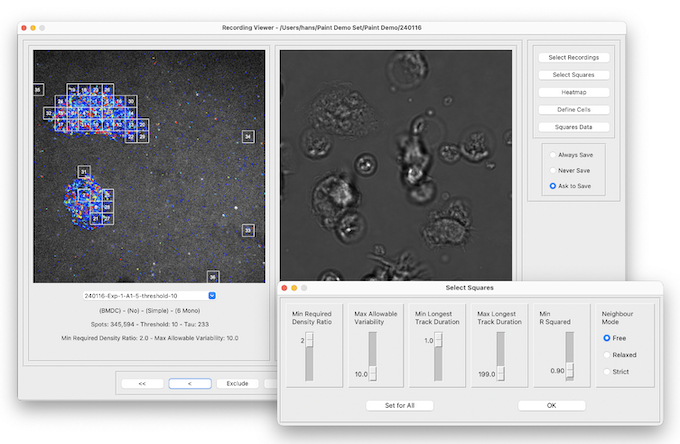 Recording Viewer - /Users/hans/Paint Demo Set/Paint Demo/240116
Select Recordings
Select Squares
Heatmap
Define Cells
Squares Data
Always Save
Never Save
Ask to Save
35
34
31
33
36
240116-Exp-1-A1-5-threshold-10
(BMDC) - (No) - (Simple) - (8 Mono)
Spots: 345,594 - Threshold: 10 - Tau: 233
Min Required Density Ratio: 2.0 - Max Allowable Variability: 10.0
<<
<
Exclude
Select Squares
Min Required
Density Ratio
2
Max Allowable
Variability
10.0
Min Longest
Track Duration
1.0
Max Longest
Track Duration
199.0
Min
R Squared
0.90
Neighbour
Mode
Free
Relaxed
Strict
Set for All
OK